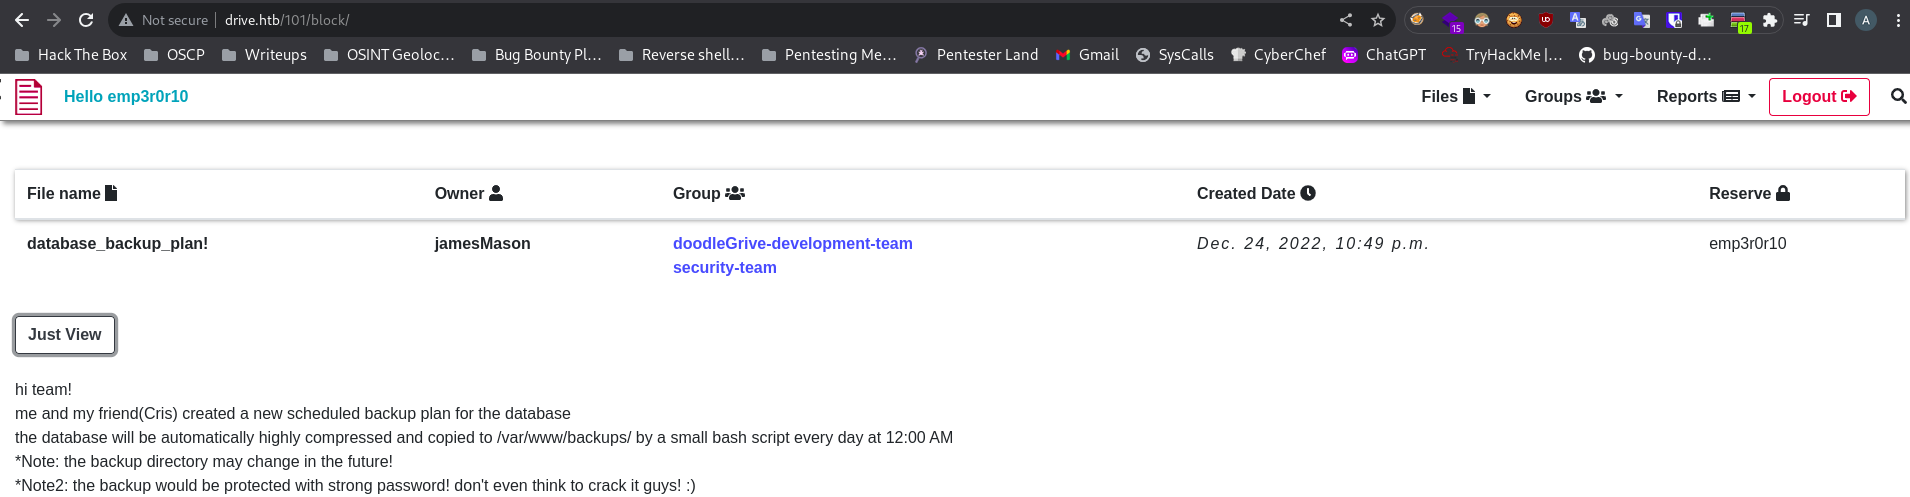 Not secure | drive.htb/101/block/
15 UD A 17 A
Hack The Box OSCP Writeups OSINT Geoloc... Bug Bounty Pl... Reverse shell... Pentesting Me... Pentester Land Gmail SysCalls CyberChef ChatGPT TryHackMe |... bug-bounty-d...
Hello emp3r0r10 Files Groups Reports Logout
File name Owner Group Created Date Reserve
database_backup_plan! jamesMason doodleGrive-development-team Dec. 24, 2022, 10:49 p.m. emp3r0r10
security-team
Just View
hi team!
me and my friend(Cris) created a new scheduled backup plan for the database
the database will be automatically highly compressed and copied to /var/www/backups/ by a small bash script every day at 12:00 AM
*Note: the backup directory may change in the future!
*Note2: the backup would be protected with strong password! don't even think to crack it guys! :)